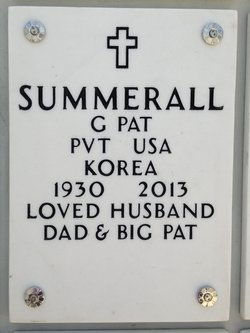 SUMMERALL
G PAT
PVT USA
KOREA
1930 2013
LOVED HUSBAND
DAD & BIG PAT